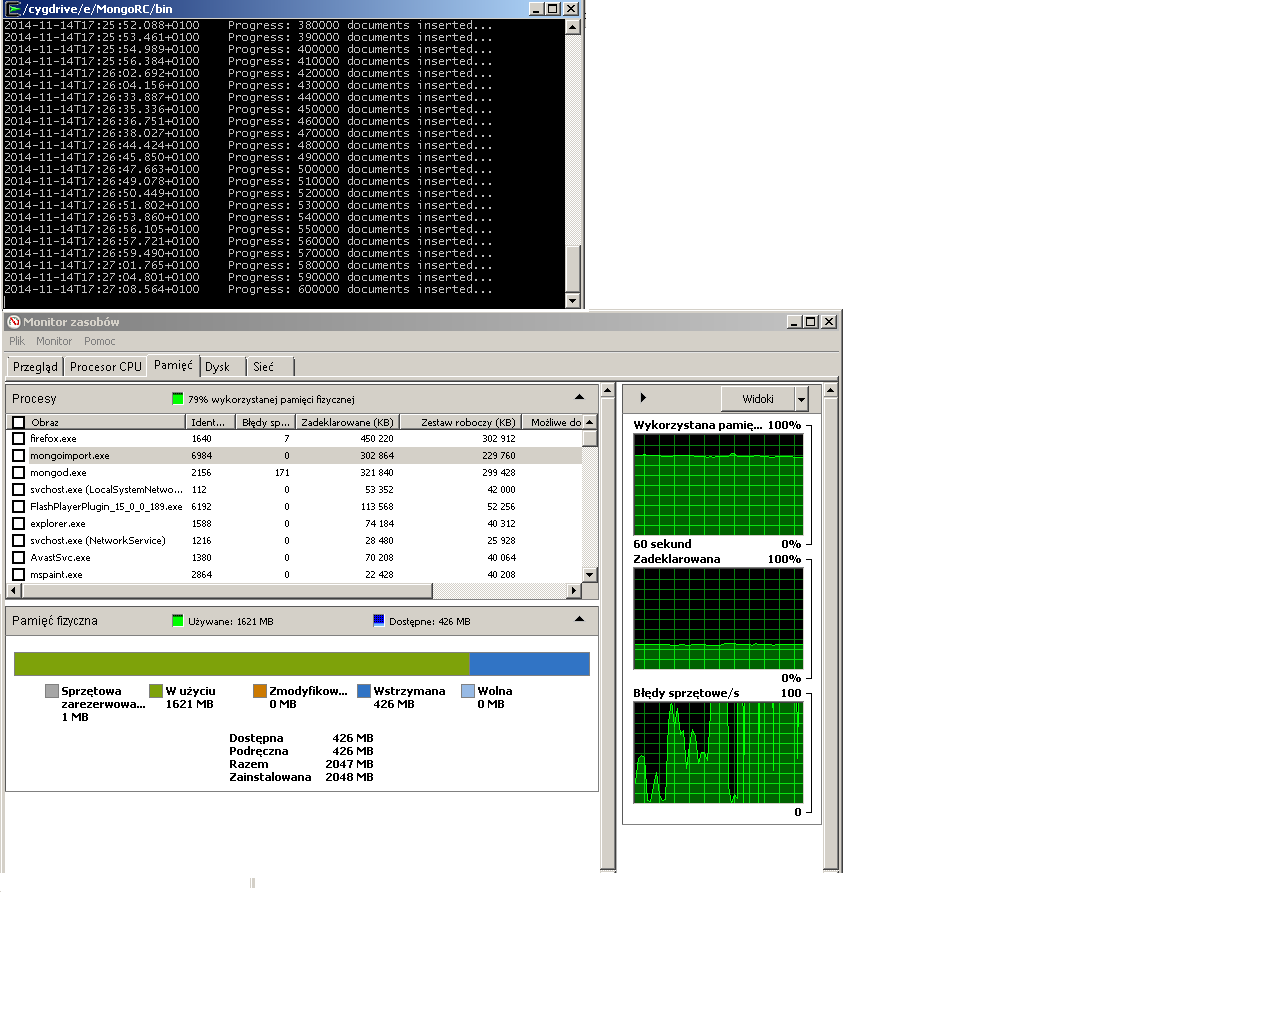 /cygdrive/e/MongoRC/bin
2014-11-14T17:25:52.088+0100 Progress: 380000 documents inserted...
2014-11-14T17:25:53.461+0100 Progress: 390000 documents inserted...
2014-11-14T17:25:54.989+0100 Progress: 400000 documents inserted...
2014-11-14T17:25:56.384+0100 Progress: 410000 documents inserted...
2014-11-14T17:26:02.692+0100 Progress: 420000 documents inserted...
2014-11-14T17:26:04.156+0100 Progress: 430000 documents inserted...
2014-11-14T17:26:33.887+0100 Progress: 440000 documents inserted...
2014-11-14T17:26:35.336+0100 Progress: 450000 documents inserted...
2014-11-14T17:26:36.751+0100 Progress: 460000 documents inserted...
2014-11-14T17:26:38.027+0100 Progress: 470000 documents inserted...
2014-11-14T17:26:44.424+0100 Progress: 480000 documents inserted...
2014-11-14T17:26:45.850+0100 Progress: 490000 documents inserted...
2014-11-14T17:26:47.663+0100 Progress: 500000 documents inserted...
2014-11-14T17:26:49.078+0100 Progress: 510000 documents inserted...
2014-11-14T17:26:50.449+0100 Progress: 520000 documents inserted...
2014-11-14T17:26:51.802+0100 Progress: 530000 documents inserted...
2014-11-14T17:26:53.860+0100 Progress: 540000 documents inserted...
2014-11-14T17:26:56.105+0100 Progress: 550000 documents inserted...
2014-11-14T17:26:57.721+0100 Progress: 560000 documents inserted...
2014-11-14T17:26:59.490+0100 Progress: 570000 documents inserted...
2014-11-14T17:27:01.765+0100 Progress: 580000 documents inserted...
2014-11-14T17:27:04.801+0100 Progress: 590000 documents inserted...
2014-11-14T17:27:08.564+0100 Progress: 600000 documents inserted...
Monitor zasobów
Plik Monitor Pomoc
Przegląd Procesor CPU Pamięć Dysk Sieć
Procesy 79% wykorzystanej pamięci fizycznej
Obraz Ident... Błędy sp... Zadeklarowane (KB) Zestaw roboczy (KB) Możliwe do
firefox.exe 1640 7 450 220 302 912
mongoimport.exe 6984 0 302 864 229 760
mongod.exe 2156 171 321 840 299 428
svchost.exe (LocalSystemNetwo... 112 0 53 352 42 000
FlashPlayerPlugin_15_0_0_189.exe 6192 0 113 568 52 256
explorer.exe 1588 0 74 184 40 312
svchost.exe (NetworkService) 1216 0 28 480 25 928
AvastSvc.exe 1380 0 70 208 40 064
mspaint.exe 2864 0 22 428 40 208
Pamięć fizyczna Używane: 1621 MB Dostępne: 426 MB
Sprzętowa zarezerwowa... 1 MB
W użyciu 1621 MB
Zmodyfikow... 0 MB
Wstrzymana 426 MB
Wolna 0 MB
Dostępna 426 MB
Podręczna 426 MB
Razem 2047 MB
Zainstalowana 2048 MB
Widoki
Wykorzystana pamię... 100%
60 sekund 0%
Zadeklarowana 100%
0%
Błędy sprzętowe/s 100
0